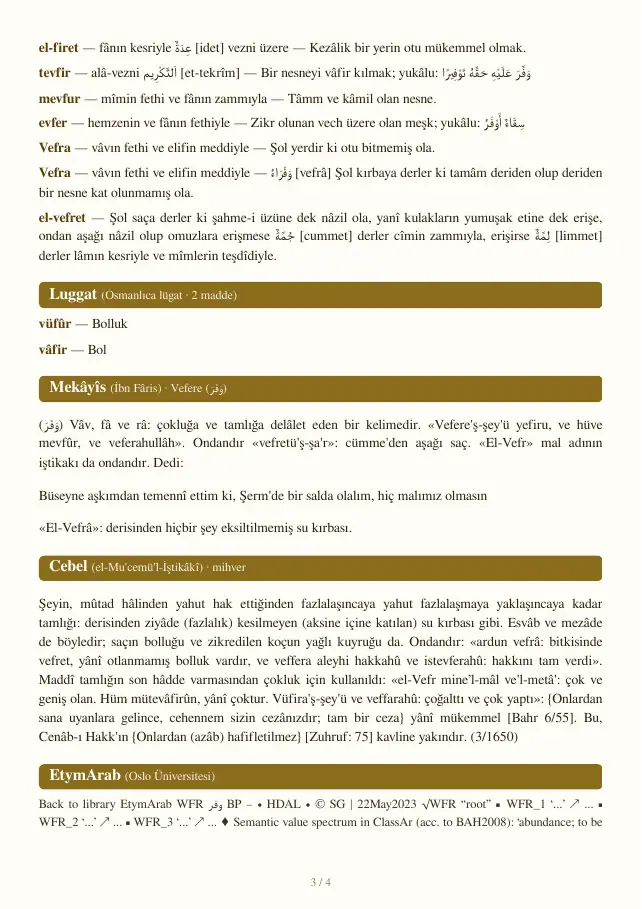 el-firet — fânın kesriyle عِدَةٌ [idet] vezni üzere — Kezâlik bir yerin otu mükemmel olmak.
tevfir — alâ-vezni اَلتَّكْرِيم [et-tekrîm] — Bir nesneyi vâfir kılmak; yukâlu: وَفَّرَ عَلَيْهِ حَقَّهُ تَوْفِيرًا
mevfur — mîmin fethi ve fânın zammıyla — Tâmm ve kâmil olan nesne.
evfer — hemzenin ve fânın fethiyle — Zikr olunan vech üzere olan meşk; yukâlu: سِقَاءٌ أَوْفَرُ
Vefra — vâvın fethi ve elifin meddiyle — Şol yerdir ki otu bitmemiş ola.
Vefra — vâvın fethi ve elifin meddiyle — وَفْرَاءُ [vefrâ] Şol kırbaya derler ki tamâm deriden olup deriden
bir nesne kat olunmamış ola.
el-vefret — Şol saça derler ki şahme-i üzüne dek nâzil ola, yanî kulakların yumuşak etine dek erişe,
ondan aşağı nâzil olup omuzlara erişmese جُمَّةٌ [cummet] derler cîmin zammıyla, erişirse لِمَّةٌ [limmet]
derler lâmın kesriyle ve mîmlerin teşdîdiyle.
Luggat (Osmanlıca lügat · 2 madde)
vüfûr — Bolluk
vâfir — Bol
Mekâyîs (İbn Fâris) · Vefere (وَفَرَ)
(وَفَرَ) Vâv, fâ ve râ: çokluğa ve tamlığa delâlet eden bir kelimedir. «Vefere'ş-şey'ü yefiru, ve hüve
mevfûr, ve veferahullâh». Ondandır «vefretü'ş-şa'r»: cümme'den aşağı saç. «El-Vefr» mal adının
iştikakı da ondandır. Dedi:
Büseyne aşkımdan temennî ettim ki, Şerm'de bir salda olalım, hiç malımız olmasın
«El-Vefrâ»: derisinden hiçbir şey eksiltilmemiş su kırbası.
Cebel (el-Mu'cemü'l-İştikâkî) · mihver
Şeyin, mûtad hâlinden yahut hak ettiğinden fazlalaşıncaya yahut fazlalaşmaya yaklaşıncaya kadar
tamlığı: derisinden ziyâde (fazlalık) kesilmeyen (aksine içine katılan) su kırbası gibi. Esvâb ve mezâde
de böyledir; saçın bolluğu ve zikredilen koçun yağlı kuyruğu da. Ondandır: «ardun vefrâ: bitkisinde
vefret, yânî otlanmamış bolluk vardır, ve veffera aleyhi hakkahû ve istevferahû: hakkını tam verdi».
Maddî tamlığın son hâdde varmasından çokluk için kullanıldı: «el-Vefr mine'l-mâl ve'l-metâ': çok ve
geniş olan. Hüm mütevâfirûn, yânî çoktur. Vüfira'ş-şey'ü ve veffarahû: çoğalttı ve çok yaptı»: {Onlardan
sana uyanlara gelince, cehennem sizin cezânızdır; tam bir ceza} yânî mükemmel [Bahr 6/55]. Bu,
Cenâb-ı Hakk'ın {Onlardan (azâb) hafifletilmez} [Zuhruf: 75] kavline yakındır. (3/1650)
EtymArab (Oslo Üniversitesi)
Back to library EtymArab WFR وفر BP – • HDAL • © SG | 22May2023 √WFR “root” ▪ WFR_1 ‘...’ ↗ ... ▪
WFR_2 ‘...’ ↗ ... ▪ WFR_3 ‘...’ ↗ ... ♦ Semantic value spectrum in ClassAr (acc. to BAH2008): ‘abundance; to be
3 / 4